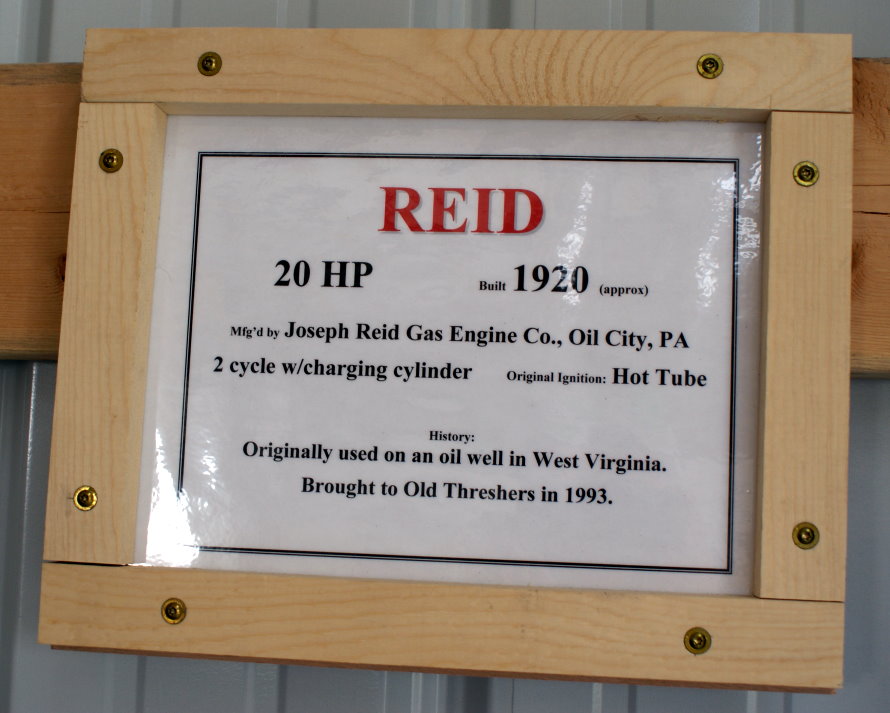 REID
20 HP Built 1920 (approx)
Mfg'd by Joseph Reid Gas Engine Co., Oil City, PA
2 cycle w/charging cylinder Original Ignition: Hot Tube
History:
Originally used on an oil well in West Virginia.
Brought to Old Threshers in 1993.